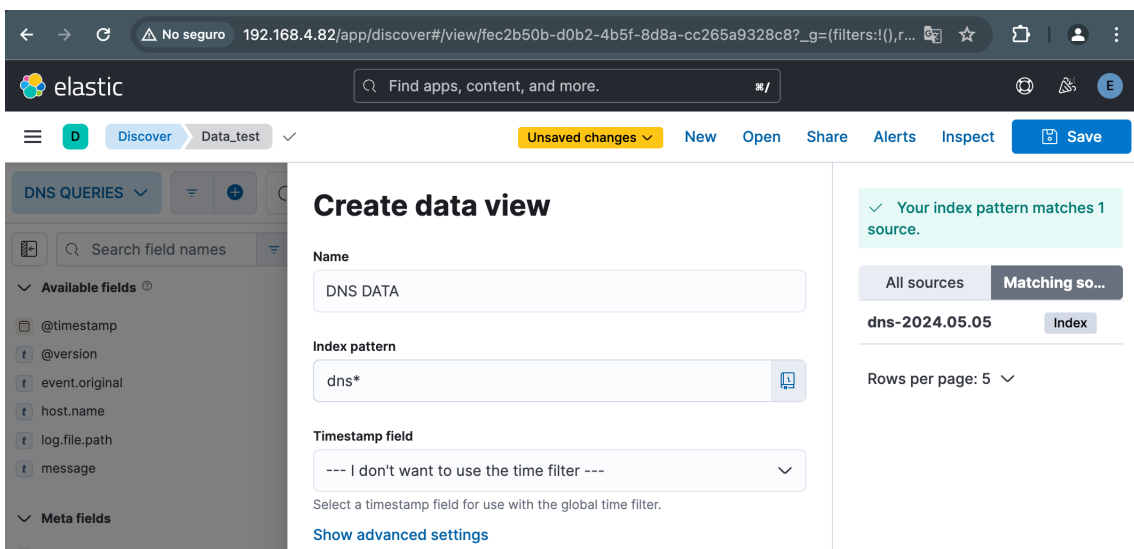 No seguro 192.168.4.82/app/discover#/view/fec2b50b-d0b2-4b5f-8d8a-cc265a9328c8?_g=(filters:!(),r...
elastic
Find apps, content, and more.
⌘/
E
D
Discover
Data_test
Unsaved changes
New
Open
Share
Alerts
Inspect
Save
DNS QUERIES
Search field names
Available fields
@timestamp
t @version
t event.original
t host.name
t log.file.path
t message
Meta fields
Create data view
Name
DNS DATA
Index pattern
dns*
Timestamp field
--- I don't want to use the time filter ---
Select a timestamp field for use with the global time filter.
Show advanced settings
Your index pattern matches 1
source.
All sources
Matching so...
dns-2024.05.05
Index
Rows per page: 5